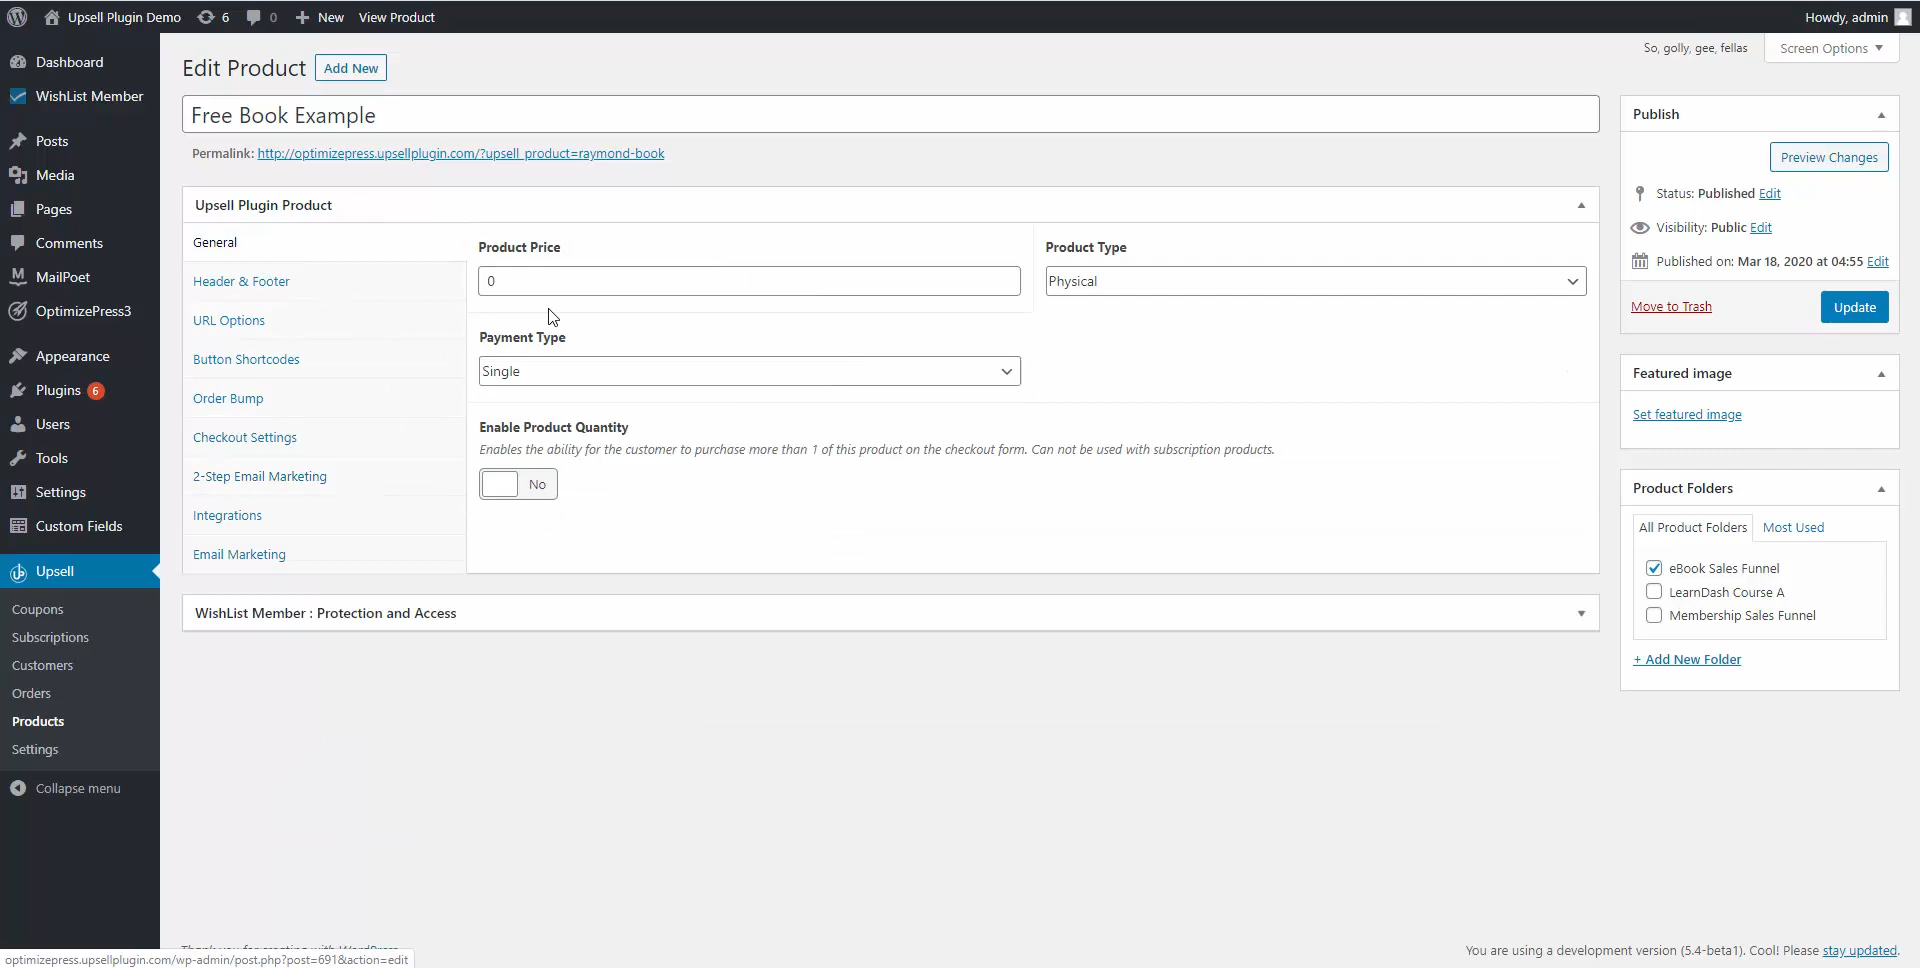 Upsell Plugin Demo 6 0 New View Product Howdy, admin
Dashboard
WishList Member
Posts
Media
Pages
Comments
MailPoet
OptimizePress3
Appearance
Plugins 6
Users
Tools
Settings
Custom Fields
Upsell
Coupons
Subscriptions
Customers
Orders
Products
Settings
Collapse menu
So, golly, gee, fellas
Screen Options
Edit Product Add New
Free Book Example
Permalink: http://optimizepress.upsellplugin.com/?upsell_product=raymond-book
Upsell Plugin Product
General
Header & Footer
URL Options
Button Shortcodes
Order Bump
Checkout Settings
2-Step Email Marketing
Integrations
Email Marketing
Product Price
0
Product Type
Physical
Payment Type
Single
Enable Product Quantity
Enables the ability for the customer to purchase more than 1 of this product on the checkout form. Can not be used with subscription products.
No
WishList Member : Protection and Access
Publish
Preview Changes
Status: Published Edit
Visibility: Public Edit
Published on: Mar 18, 2020 at 04:55 Edit
Move to Trash Update
Featured image
Set featured image
Product Folders
All Product Folders Most Used
eBook Sales Funnel
LearnDash Course A
Membership Sales Funnel
+ Add New Folder
Thank you for creating with WordPress
You are using a development version (5.4-beta1). Cool! Please stay updated.
optimizepress.upsellplugin.com/wp-admin/post.php?post=691&action=edit